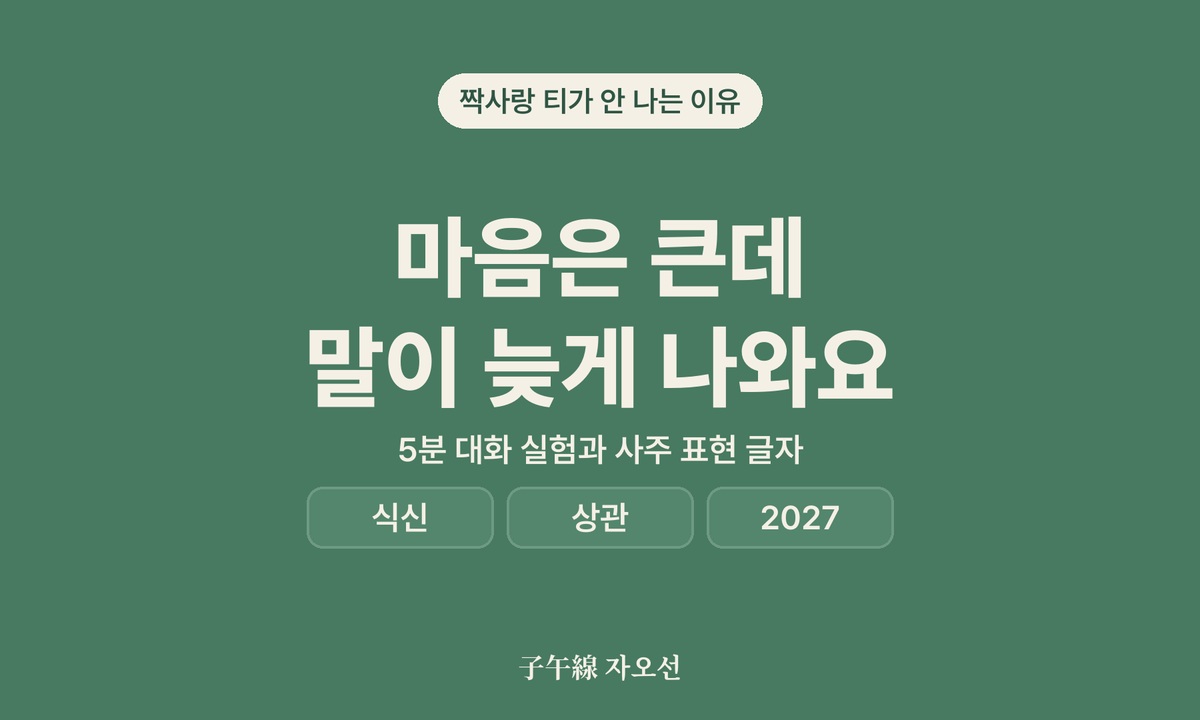 짝사랑 티가 안 나는 이유
마음은 큰데
말이 늦게 나와요
5분 대화 실험과 사주 표현 글자
식신 상관 2027
子午線 자오선